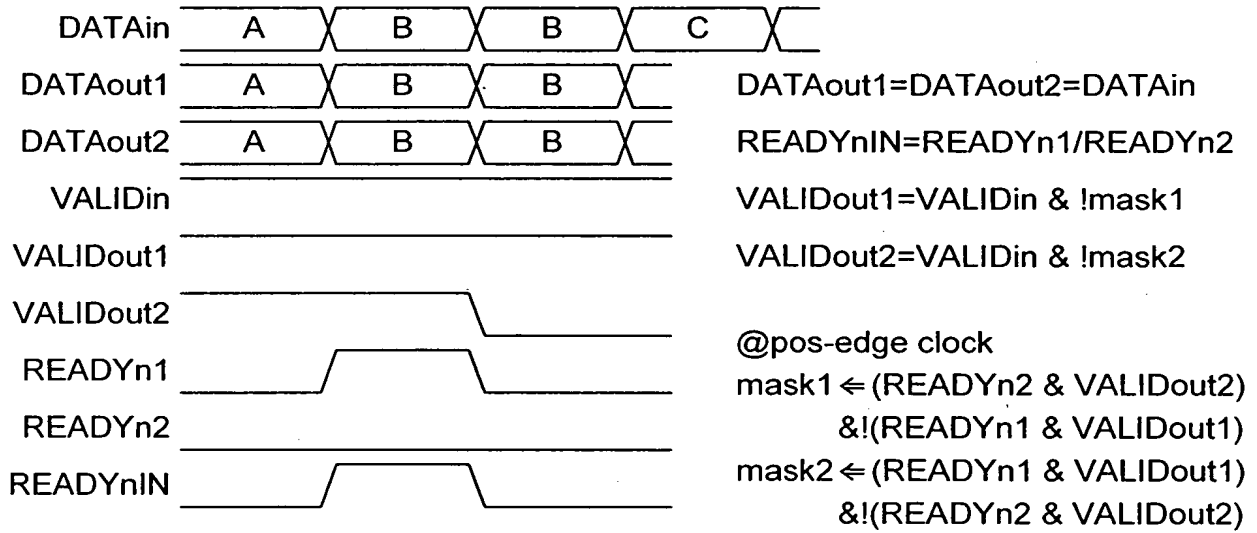 DATAin A B B C
DATAout1 A B B DATAout1=DATAout2=DATAin
DATAout2 A B B READYnIN=READYn1/READYn2
VALIDin VALIDout1=VALIDin & !mask1
VALIDout1 VALIDout2=VALIDin & !mask2
VALIDout2
@pos-edge clock
READYn1 mask1⇐(READYn2 & VALIDout2)
READYn2 &!(READYn1 & VALIDout1)
READYnIN mask2⇐(READYn1 & VALIDout1)
&!(READYn2 & VALIDout2)